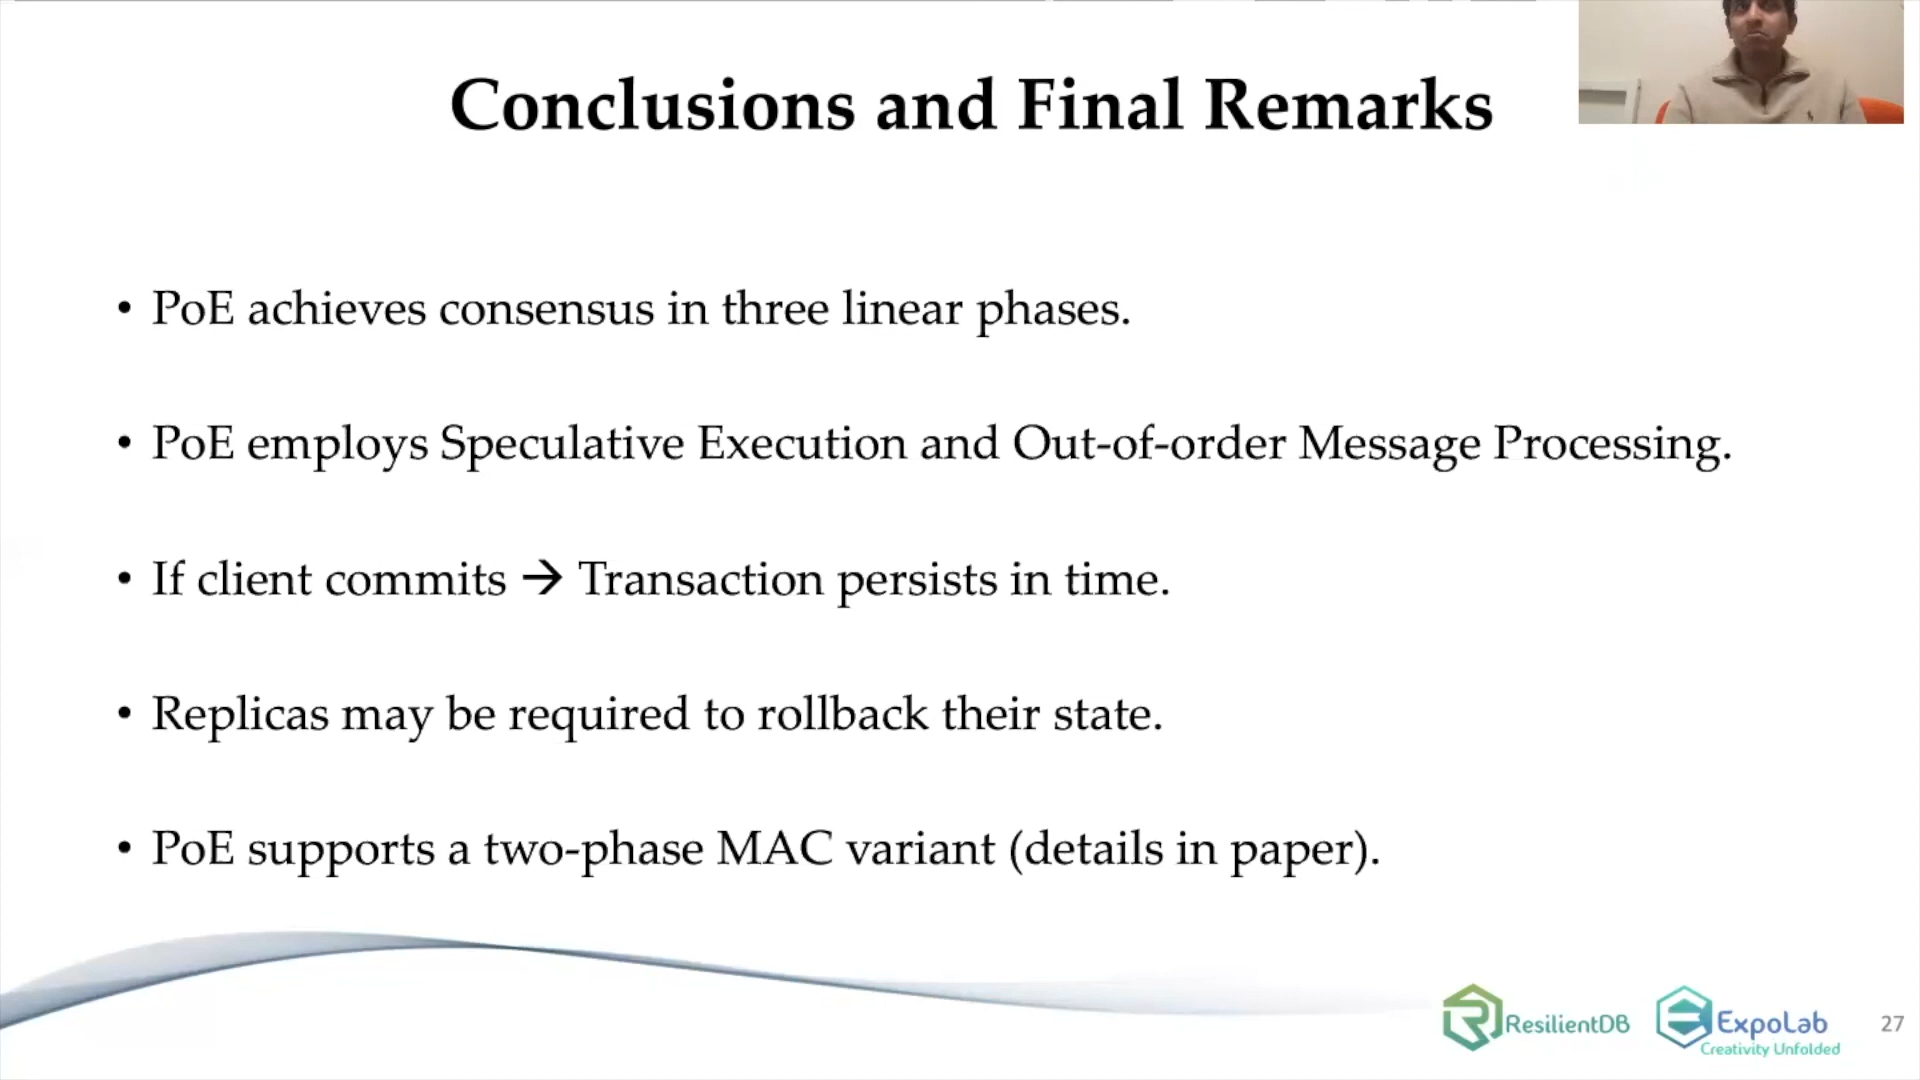 Conclusions and Final Remarks
• PoE achieves consensus in three linear phases.
• PoE employs Speculative Execution and Out-of-order Message Processing.
• If client commits → Transaction persists in time.
• Replicas may be required to rollback their state.
• PoE supports a two-phase MAC variant (details in paper).
ResilientDB
ExpoLab
Creativity Unfolded
27